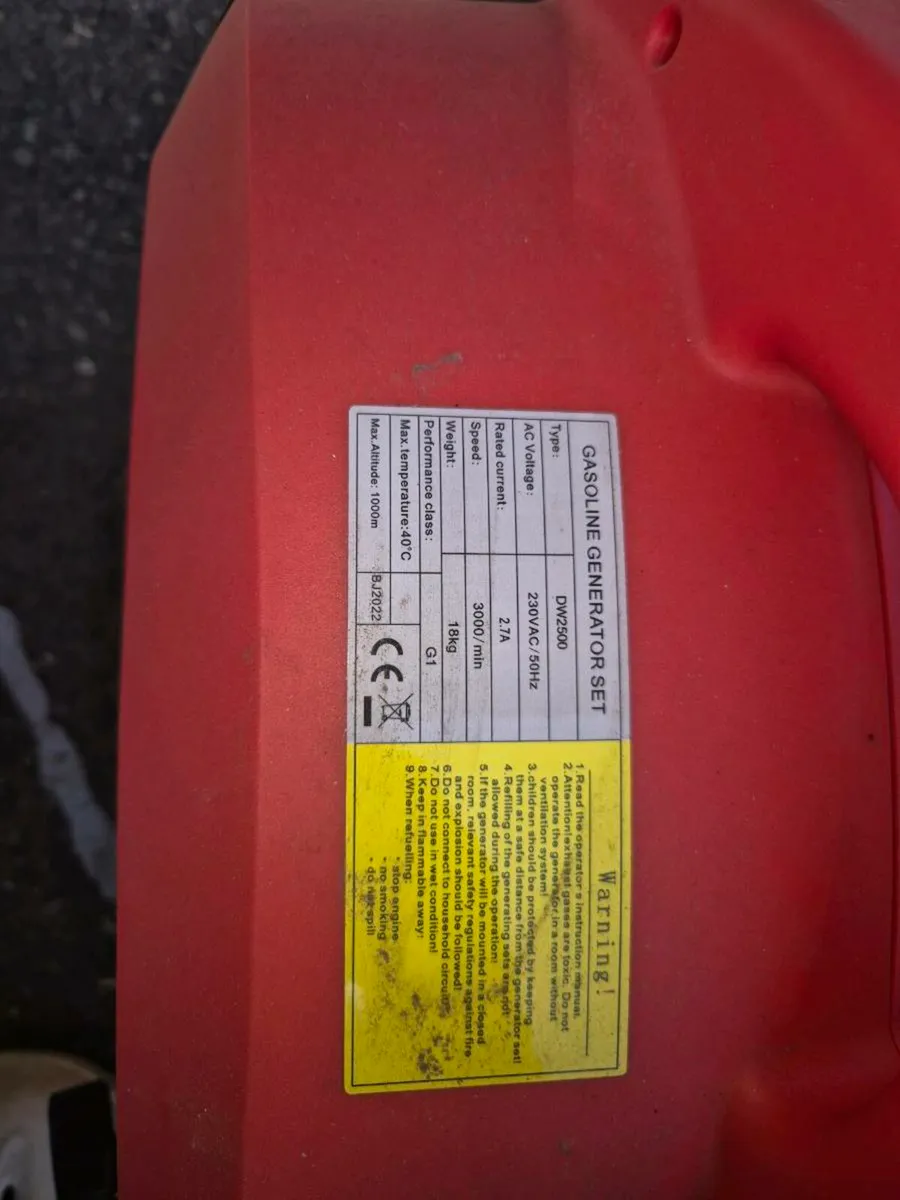 GASOLINE GENERATOR SET
Type: DW2500
AC Voltage: 230VAC/50Hz
Rated current: 2.7A
Speed: 3000/min
Weight: 18kg
Performance class: G1
Max.temperature:40°C
Max.Altitude: 1000m BJ2022
CE
Warning!
1.Read the operator s instruction manual.
2.Attention!exhaust gases are toxic. Do not
operate the generator in a room without
ventilation system!
3.children should be protected by keeping
them at a safe distance from the generator set!
4.Refilling of the generating sets are not
allowed during the operation!
5.If the generator will be mounted in a closed
room, relevant safety regulations against fire
and explosion should be followed!
6.Do not connect to household circuits
7.Do not use in wet condition!
8.Keep in flammable away!
9.When refuelling:
• stop engine
• no smoking
• do not spill